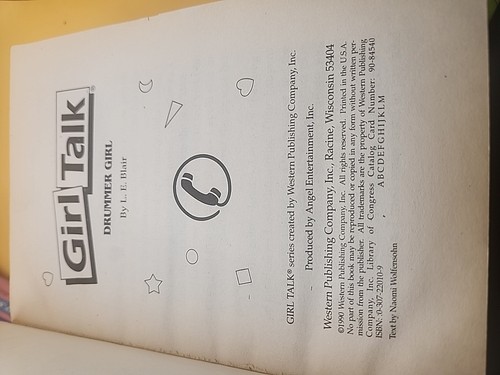 Girl Talk®
DRUMMER GIRL
By L. E. Blair
GIRL TALK® series created by Western Publishing Company, Inc.
Produced by Angel Entertainment, Inc.
Western Publishing Company, Inc., Racine, Wisconsin 53404
©1990 Western Publishing Company, Inc. All rights reserved. Printed in the U.S.A.
No part of this book may be reproduced or copied in any form without written per-
mission from the publisher. All trademarks are the property of Western Publishing
Company, Inc. Library of Congress Catalog Card Number: 90-84540
ISBN: 0-307-22010-9 A B C D E F G H I J K L M
Text by Naomi Wolfensohn